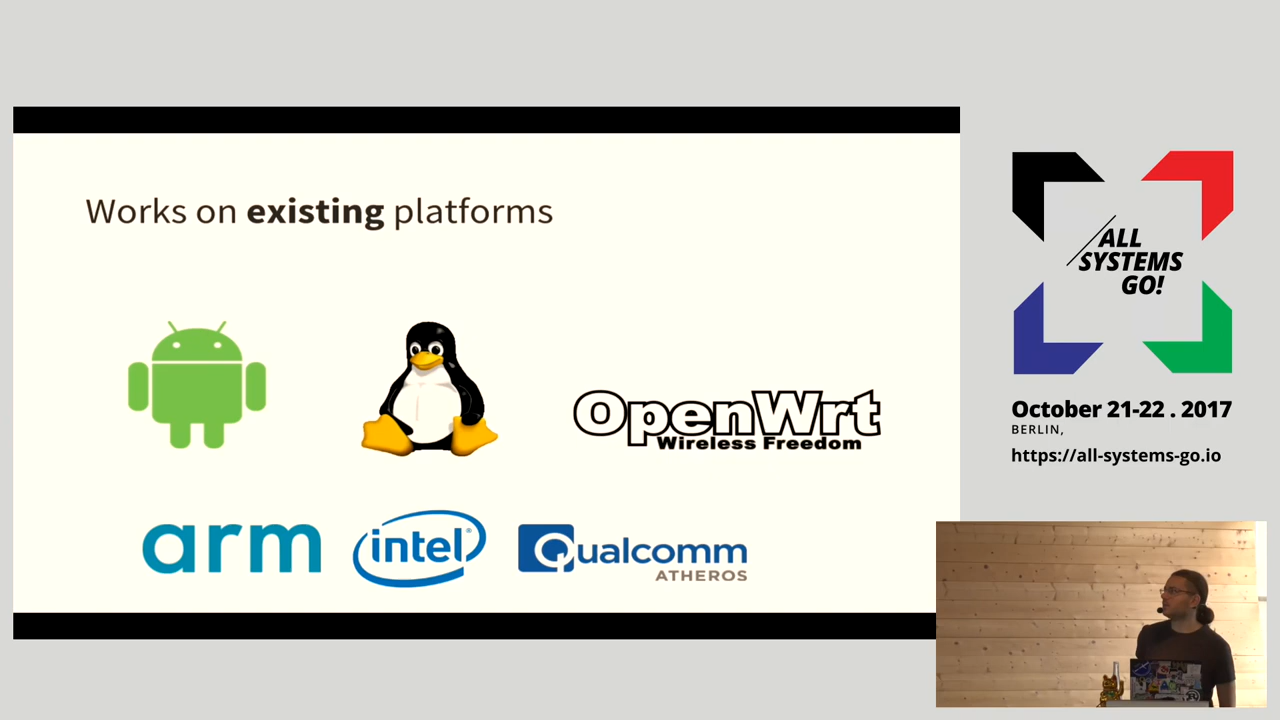 Works on existing platforms
OpenWrt
Wireless Freedom
arm
intel
Qualcomm
ATHEROS
ALL
SYSTEMS
GO!
October 21-22 . 2017
BERLIN,
https://all-systems-go.io